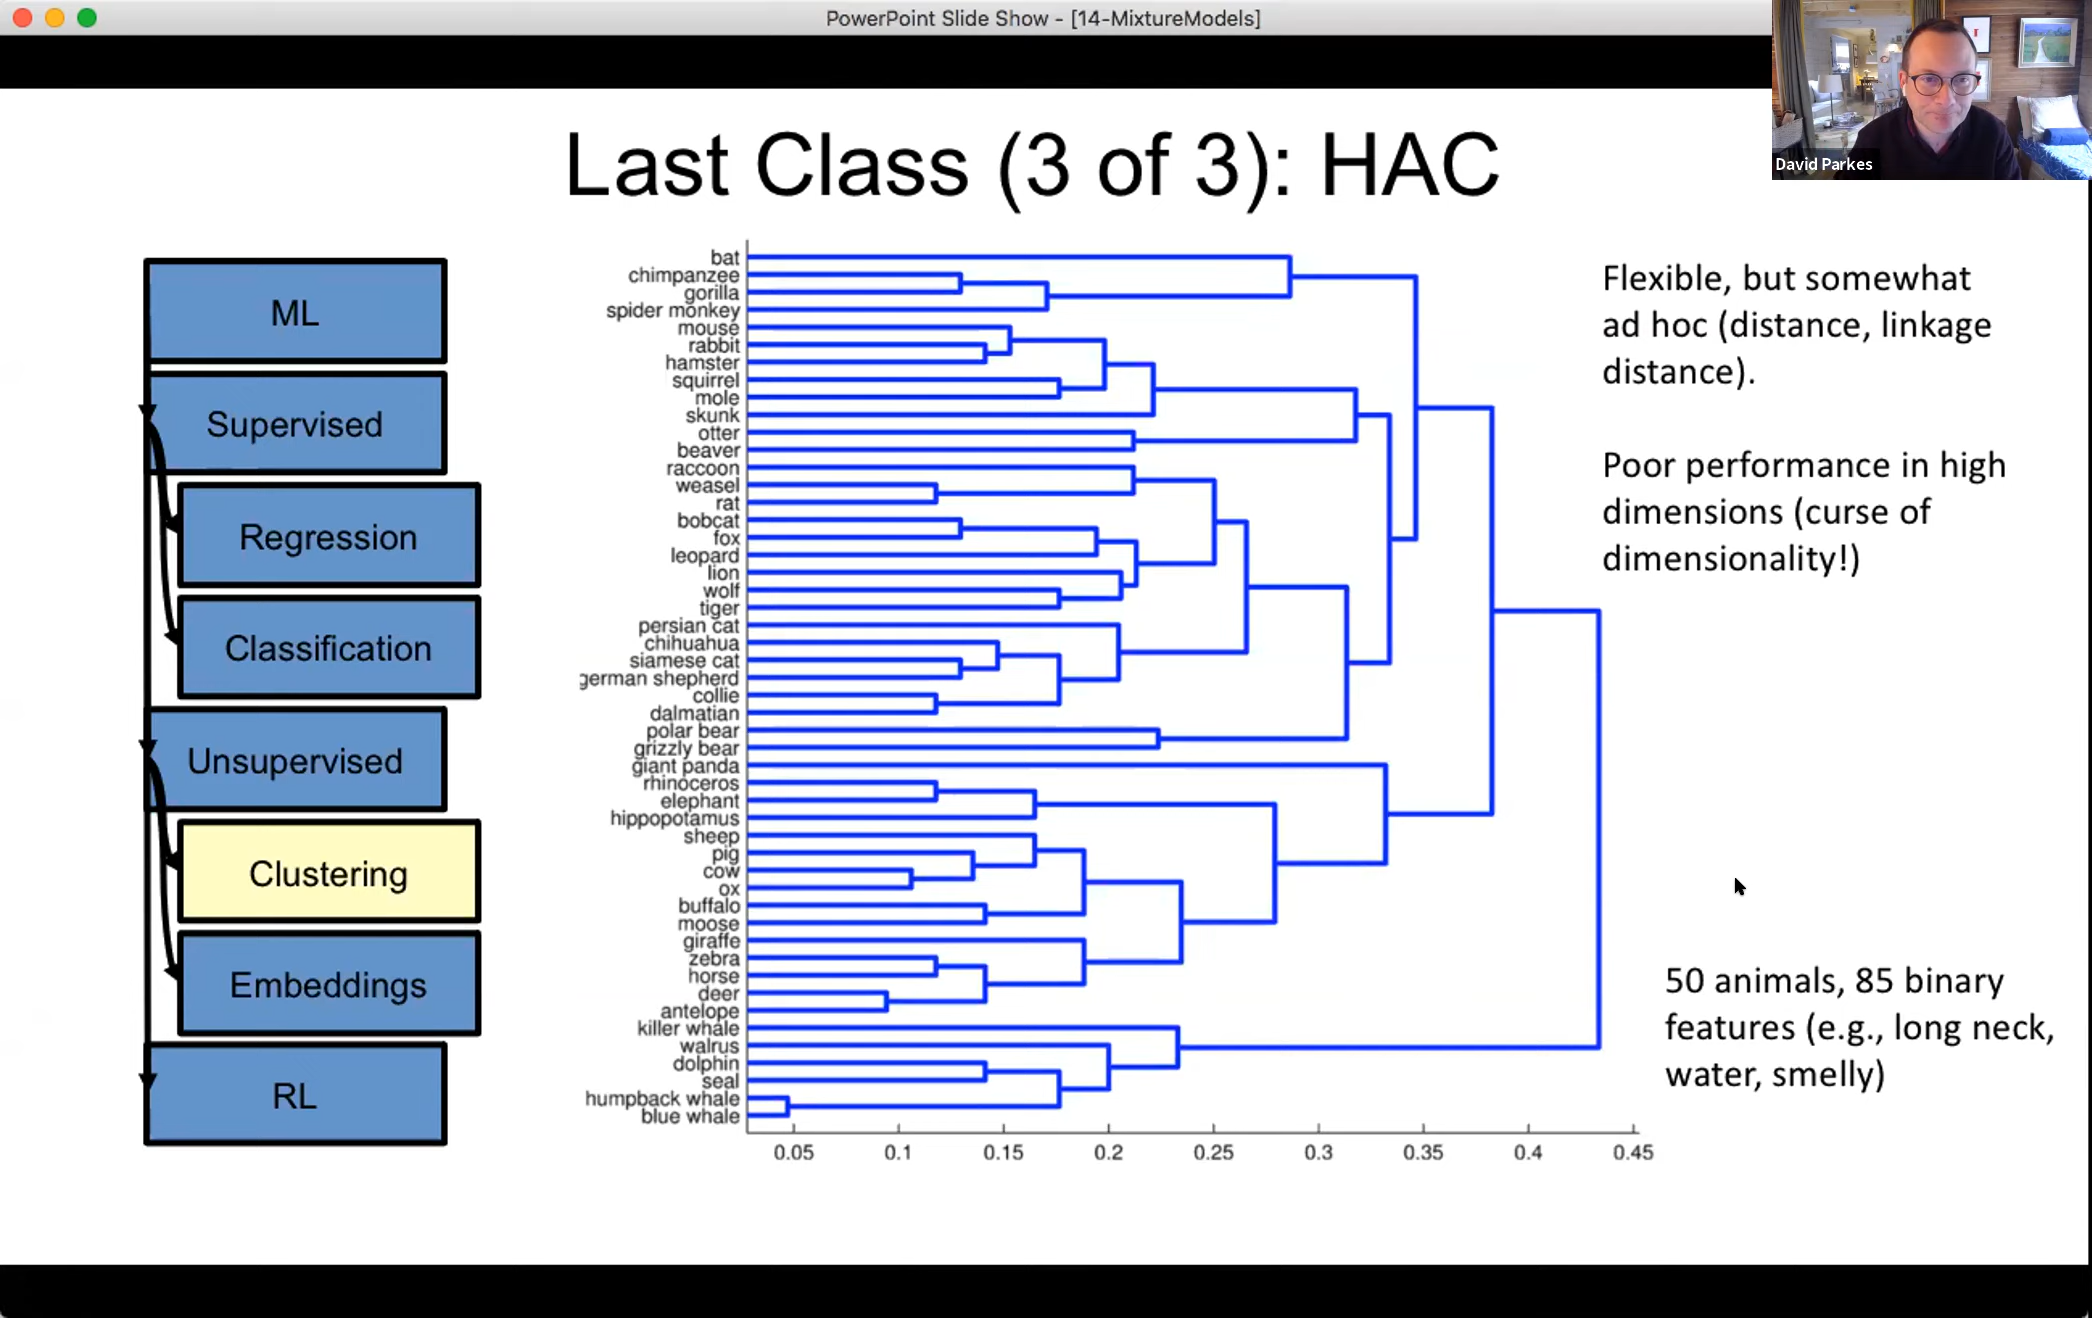 PowerPoint Slide Show - [14-MixtureModels]
David Parkes
Last Class (3 of 3): HAC
ML
Supervised
Regression
Classification
Unsupervised
Clustering
Embeddings
RL
bat
chimpanzee
gorilla
spider monkey
mouse
rabbit
hamster
squirrel
mole
skunk
otter
beaver
raccoon
weasel
rat
bobcat
fox
leopard
lion
wolf
tiger
persian cat
chihuahua
siamese cat
german shepherd
collie
dalmatian
polar bear
grizzly bear
giant panda
rhinoceros
elephant
hippopotamus
sheep
pig
cow
ox
buffalo
moose
giraffe
zebra
horse
deer
antelope
killer whale
walrus
dolphin
seal
humpback whale
blue whale
0.05 0.1 0.15 0.2 0.25 0.3 0.35 0.4 0.45
Flexible, but somewhat
ad hoc (distance, linkage
distance).
Poor performance in high
dimensions (curse of
dimensionality!)
50 animals, 85 binary
features (e.g., long neck,
water, smelly)